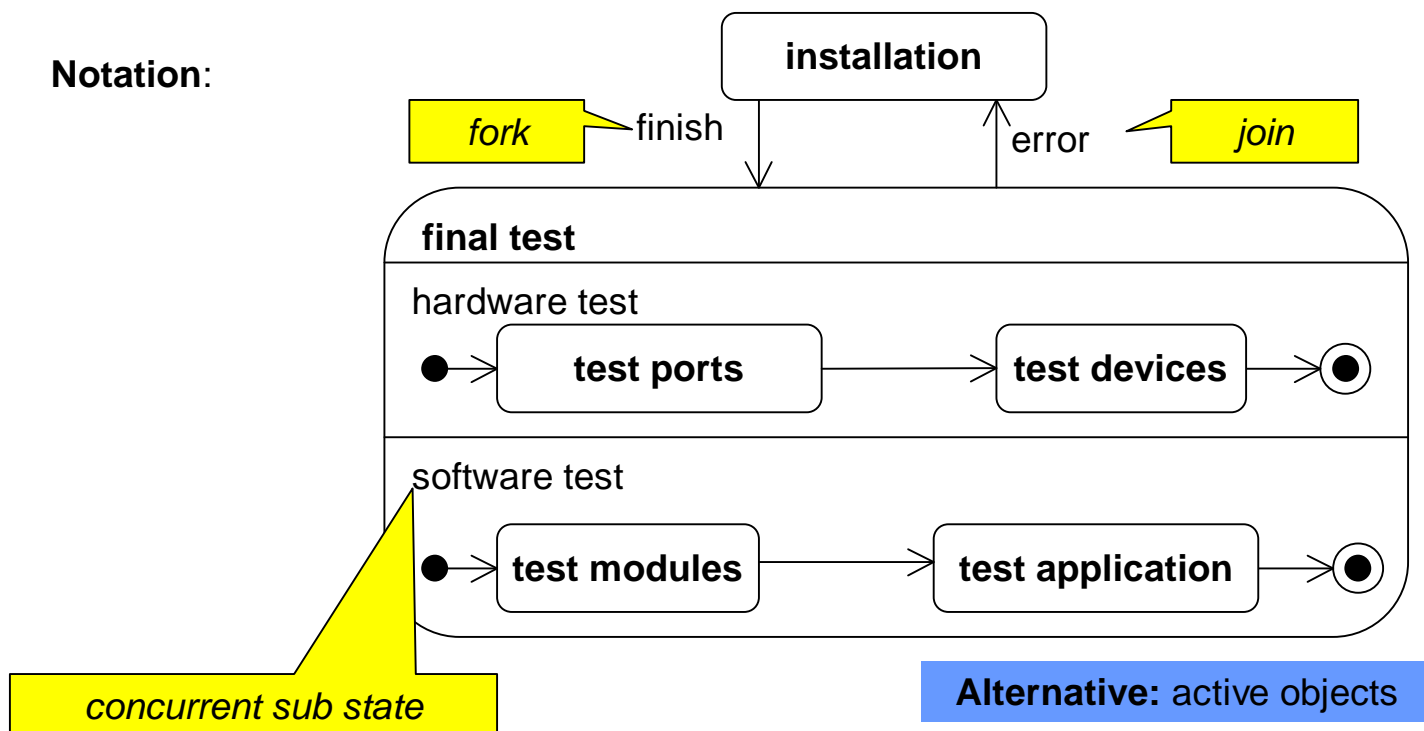 installation
Notation:
fork
finish
error
join
final test
hardware test
test ports
test devices
software test
test modules
test application
concurrent sub state
Alternative: active objects